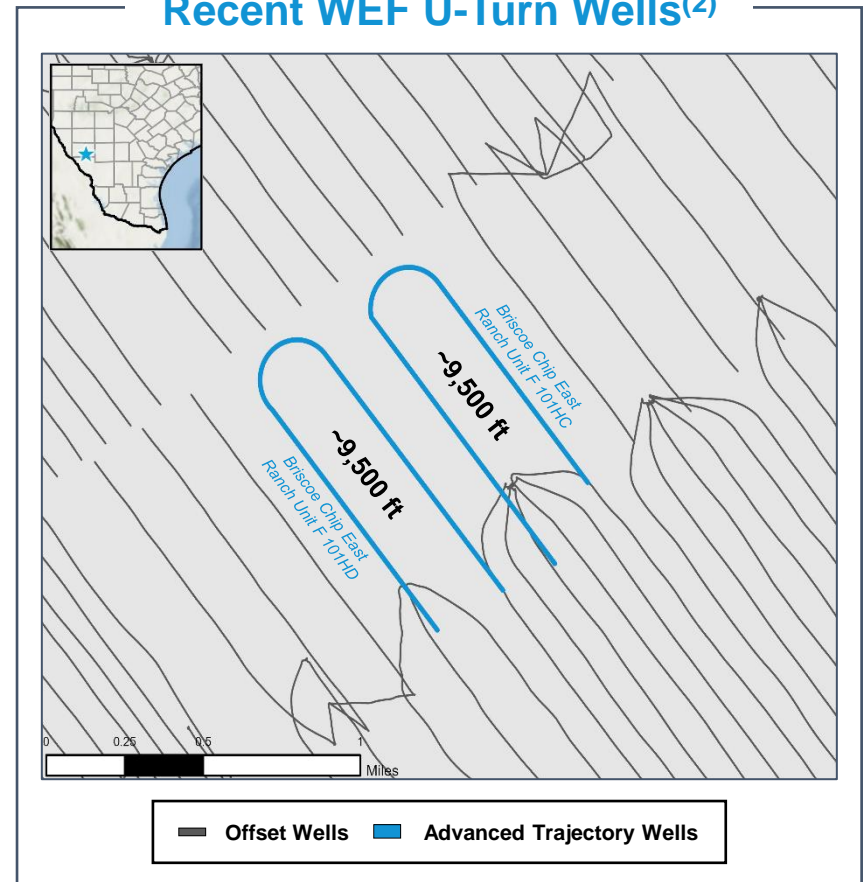 Recent WEF U-Turn Wells(2)
Briscoe Chip East
Ranch Unit F 101HC
~9,500 ft
~9,500 ft
Briscoe Chip East
Ranch Unit F 101HD
0 0.25 0.5 1
Miles
Offset Wells Advanced Trajectory Wells